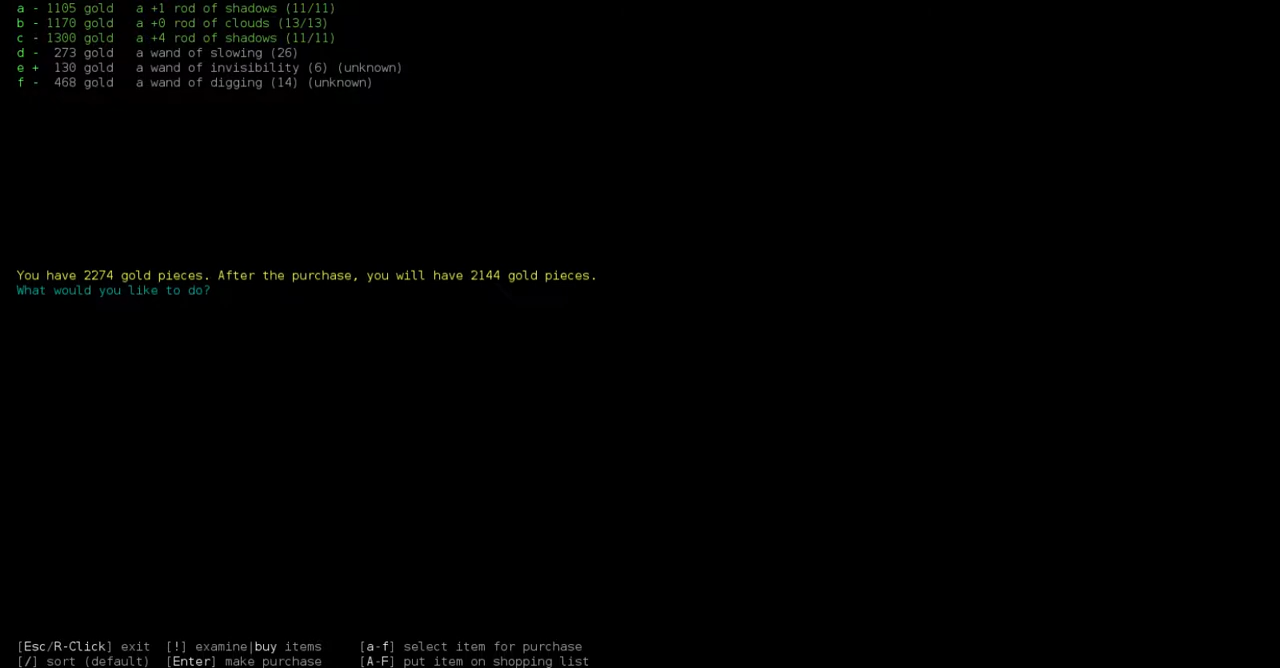 a - 1105 gold   a +1 rod of shadows (11/11)
b - 1170 gold   a +0 rod of clouds (13/13)
c - 1300 gold   a +4 rod of shadows (11/11)
d -  273 gold   a wand of slowing (26)
e +  130 gold   a wand of invisibility (6) (unknown)
f -  468 gold   a wand of digging (14) (unknown)
You have 2274 gold pieces. After the purchase, you will have 2144 gold pieces.
What would you like to do?
[Esc/R-Click] exit  [!] examine|buy items     [a-f] select item for purchase
[/] sort (default)  [Enter] make purchase     [A-F] put item on shopping list